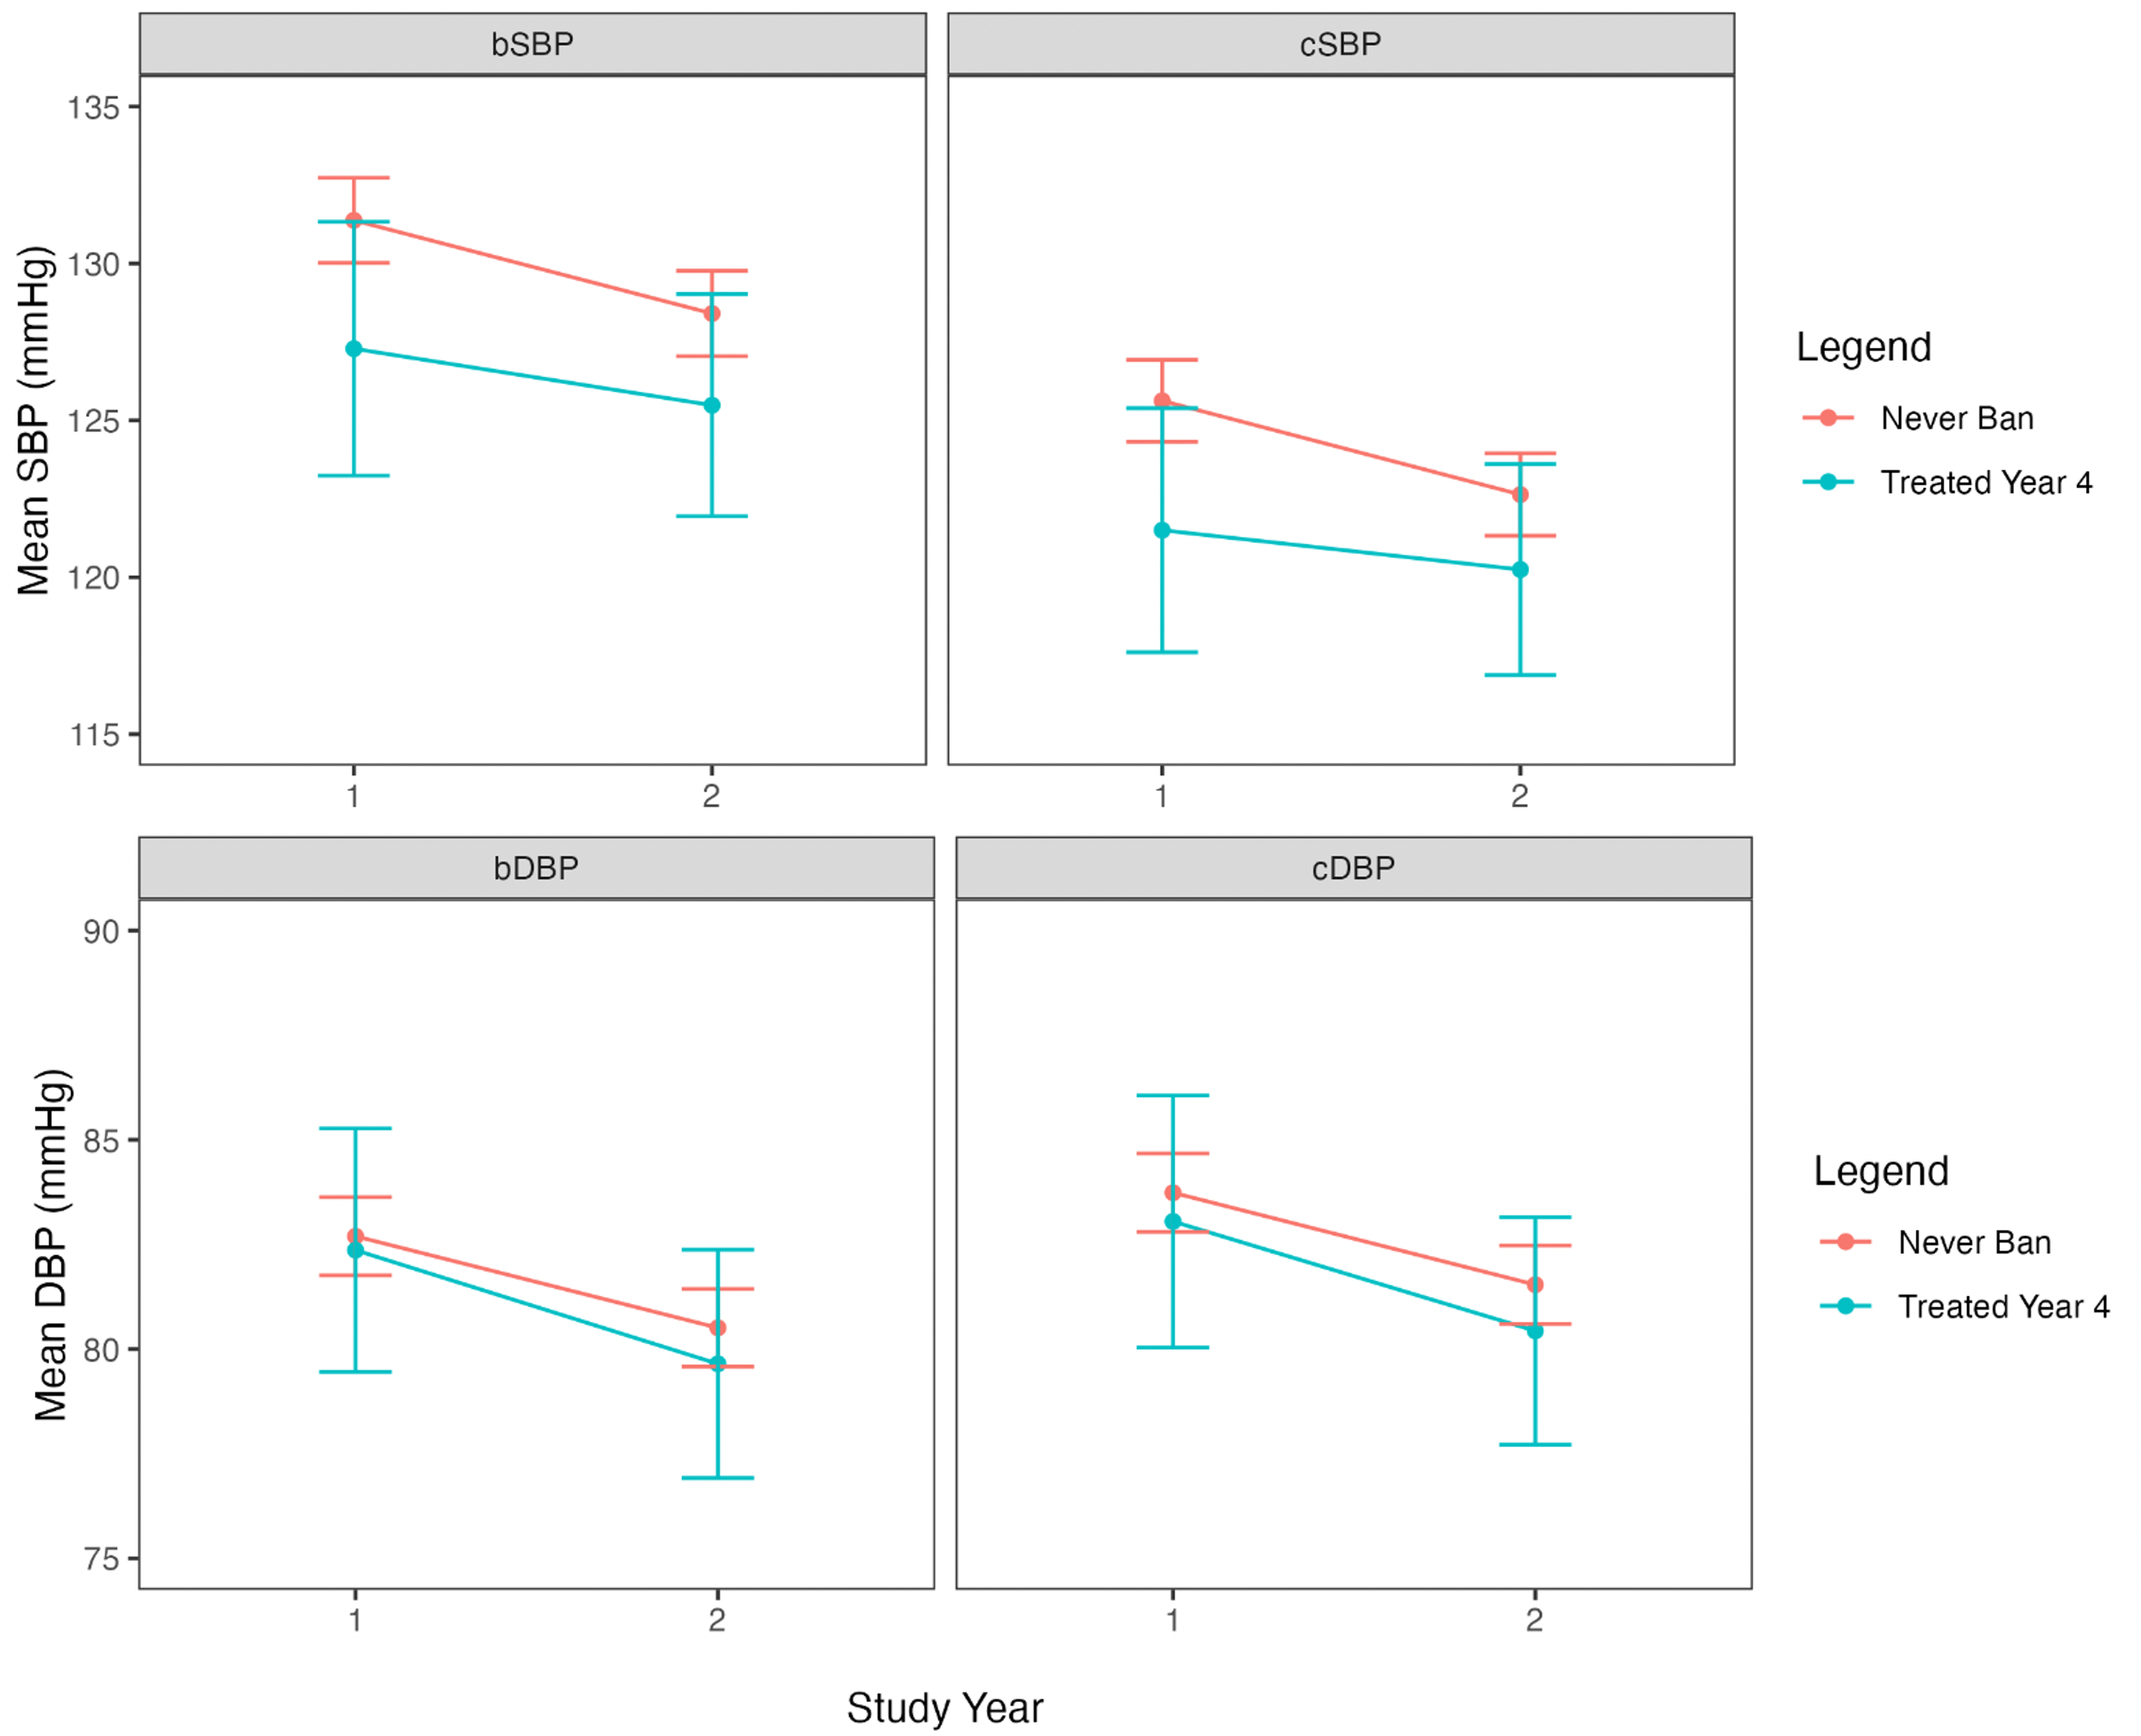 bSBP cSBP
Mean SBP (mmHg)
135
130
125
120
115
1 2 1 2
Legend
Never Ban
Treated Year 4
bDBP cDBP
Mean DBP (mmHg)
90
85
80
75
1 2 1 2
Legend
Never Ban
Treated Year 4
Study Year